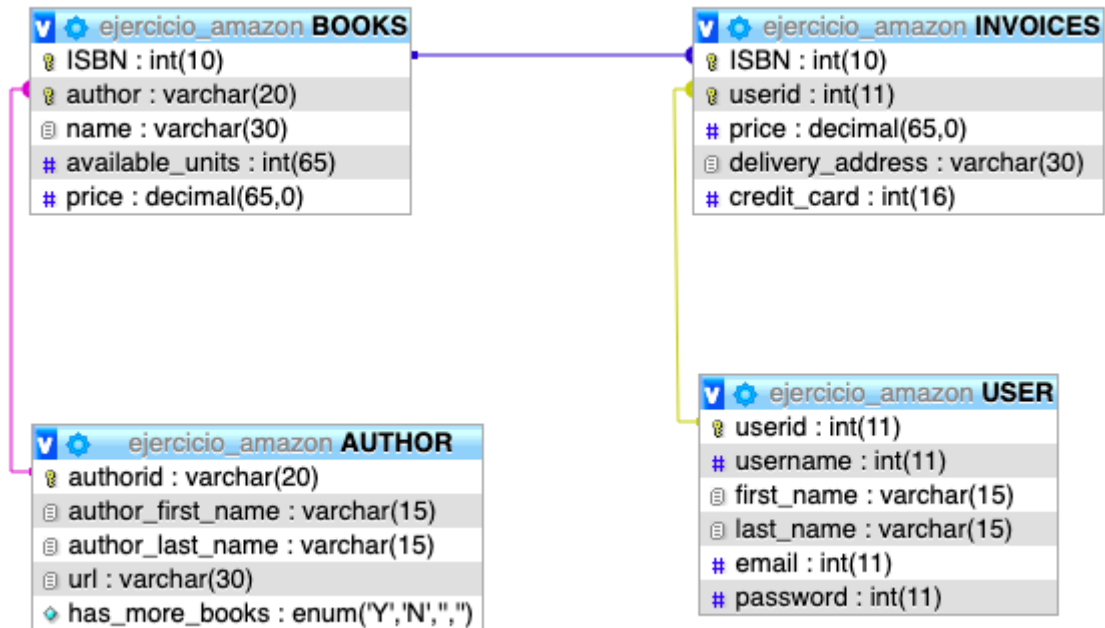 ejercicio_amazon BOOKS
ISBN : int(10)
author : varchar(20)
name : varchar(30)
available_units : int(65)
price : decimal(65,0)
ejercicio_amazon INVOICES
ISBN : int(10)
userid : int(11)
price : decimal(65,0)
delivery_address : varchar(30)
credit_card : int(16)
ejercicio_amazon AUTHOR
authorid : varchar(20)
author_first_name : varchar(15)
author_last_name : varchar(15)
url : varchar(30)
has_more_books : enum('Y','N','','')
ejercicio_amazon USER
userid : int(11)
username : int(11)
first_name : varchar(15)
last_name : varchar(15)
email : int(11)
password : int(11)